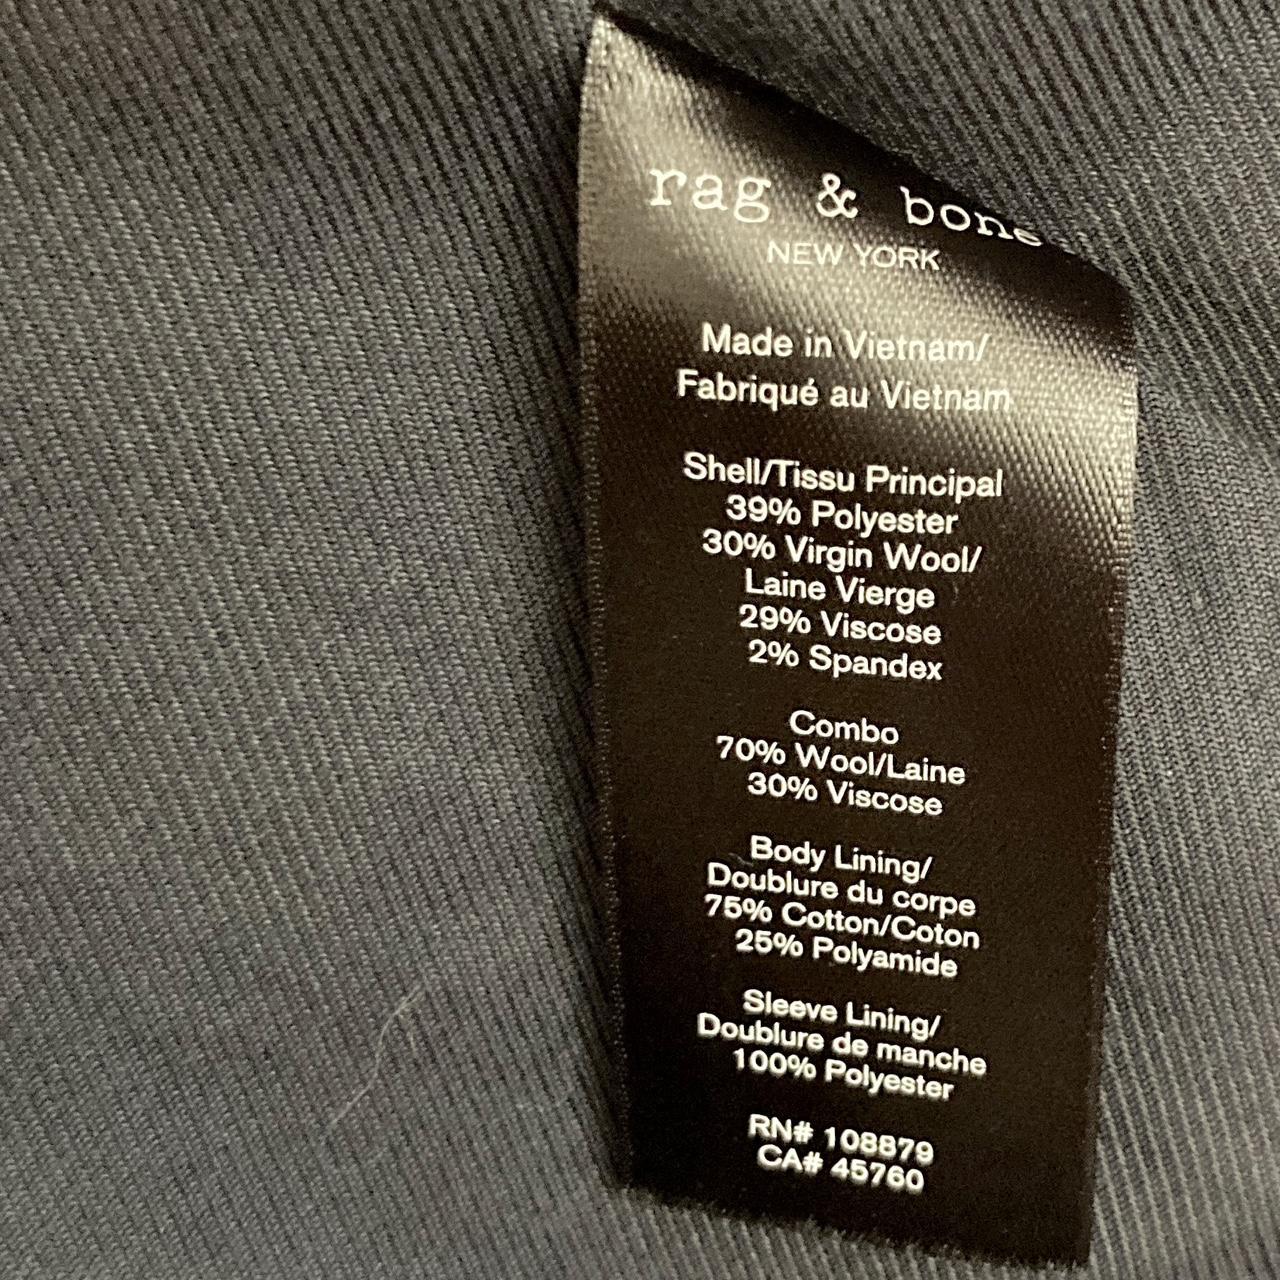 rag & bone
NEW YORK
Made in Vietnam/
Fabriqué au Vietnam
Shell/Tissu Principal
39% Polyester
30% Virgin Wool/
Laine Vierge
29% Viscose
2% Spandex
Combo
70% Wool/Laine
30% Viscose
Body Lining/
Doublure du corpe
75% Cotton/Coton
25% Polyamide
Sleeve Lining/
Doublure de manche
100% Polyester
RN# 108879
CA# 45760